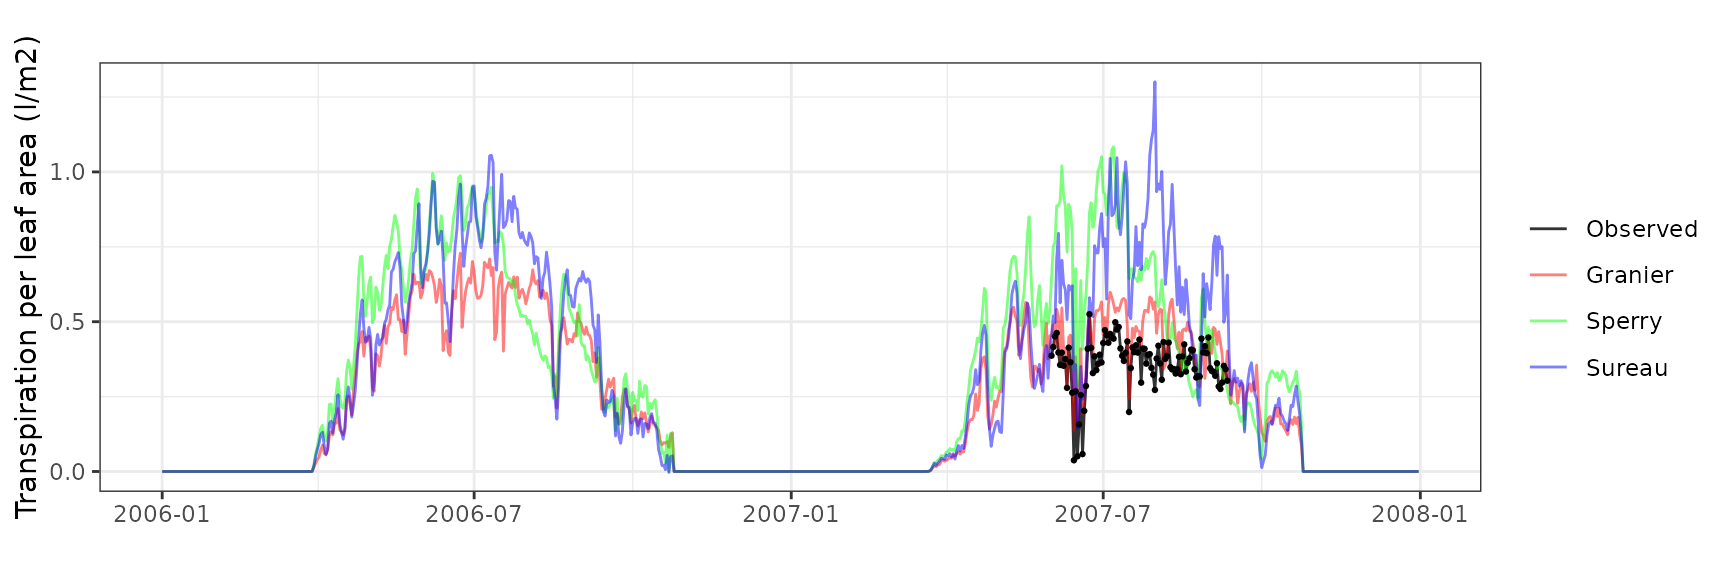 Transpiration per leaf area (l/m2)
1.0
0.5
0.0
2006-01
2006-07
2007-01
2007-07
2008-01
Observed
Granier
Sperry
Sureau